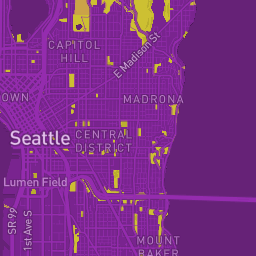 CAPITOL
HILL
E Madison St
OWN
MADRONA
Seattle
CENTRAL
DISTRICT
Lumen Field
SR 99
1st Ave S
MOUNT
BAKER